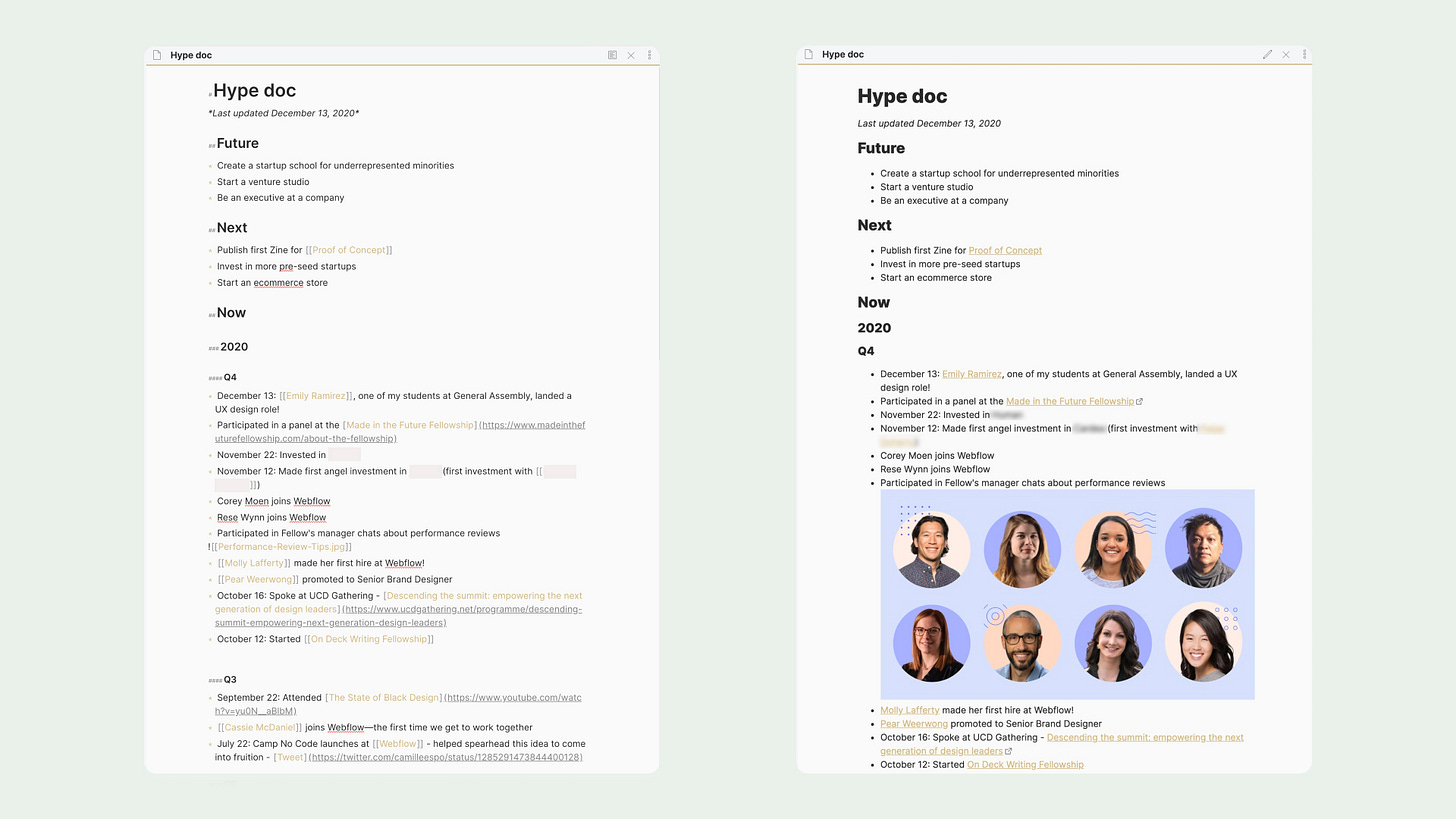 Hype doc
# Hype doc
*Last updated December 13, 2020*
## Future
Create a startup school for underrepresented minorities
Start a venture studio
Be an executive at a company
## Next
Publish first Zine for [[Proof of Concept]]
Invest in more pre-seed startups
Start an ecommerce store
## Now
### 2020
#### Q4
December 13: [[Emily Ramirez]], one of my students at General Assembly, landed a
UX design role!
Participated in a panel at the [Made in the Future Fellowship](https://www.madeinthef
uturefellowship.com/about-the-fellowship)
November 22: Invested in
November 12: Made first angel investment in (first investment with [[
]])
Corey Moen joins Webflow
Rese Wynn joins Webflow
Participated in Fellow's manager chats about performance reviews
![[Performance-Review-Tips.jpg]]
[[Molly Lafferty]] made her first hire at Webflow!
[[Pear Weerwong]] promoted to Senior Brand Designer
October 16: Spoke at UCD Gathering - [Descending the summit: empowering the next
generation of design leaders](https://www.ucdgathering.net/programme/descending-
summit-empowering-next-generation-design-leaders)
October 12: Started [[On Deck Writing Fellowship]]
#### Q3
September 22: Attended [The State of Black Design](https://www.youtube.com/watc
h?v=yu0N__aBlbM)
[[Cassie McDaniel]] joins Webflow—the first time we get to work together
July 22: Camp No Code launches at [[Webflow]] - helped spearhead this idea to come
into fruition - [Tweet](https://twitter.com/camilleespo/status/1285291473844400128)
Hype doc
Hype doc
Last updated December 13, 2020
Future
Create a startup school for underrepresented minorities
Start a venture studio
Be an executive at a company
Next
Publish first Zine for Proof of Concept
Invest in more pre-seed startups
Start an ecommerce store
Now
2020
Q4
December 13: Emily Ramirez, one of my students at General Assembly, landed a UX
design role!
Participated in a panel at the Made in the Future Fellowship
November 22: Invested in
November 12: Made first angel investment in (first investment with
Corey Moen joins Webflow
Rese Wynn joins Webflow
Participated in Fellow's manager chats about performance reviews
Molly Lafferty made her first hire at Webflow!
Pear Weerwong promoted to Senior Brand Designer
October 16: Spoke at UCD Gathering - Descending the summit: empowering the next
generation of design leaders
October 12: Started On Deck Writing Fellowship